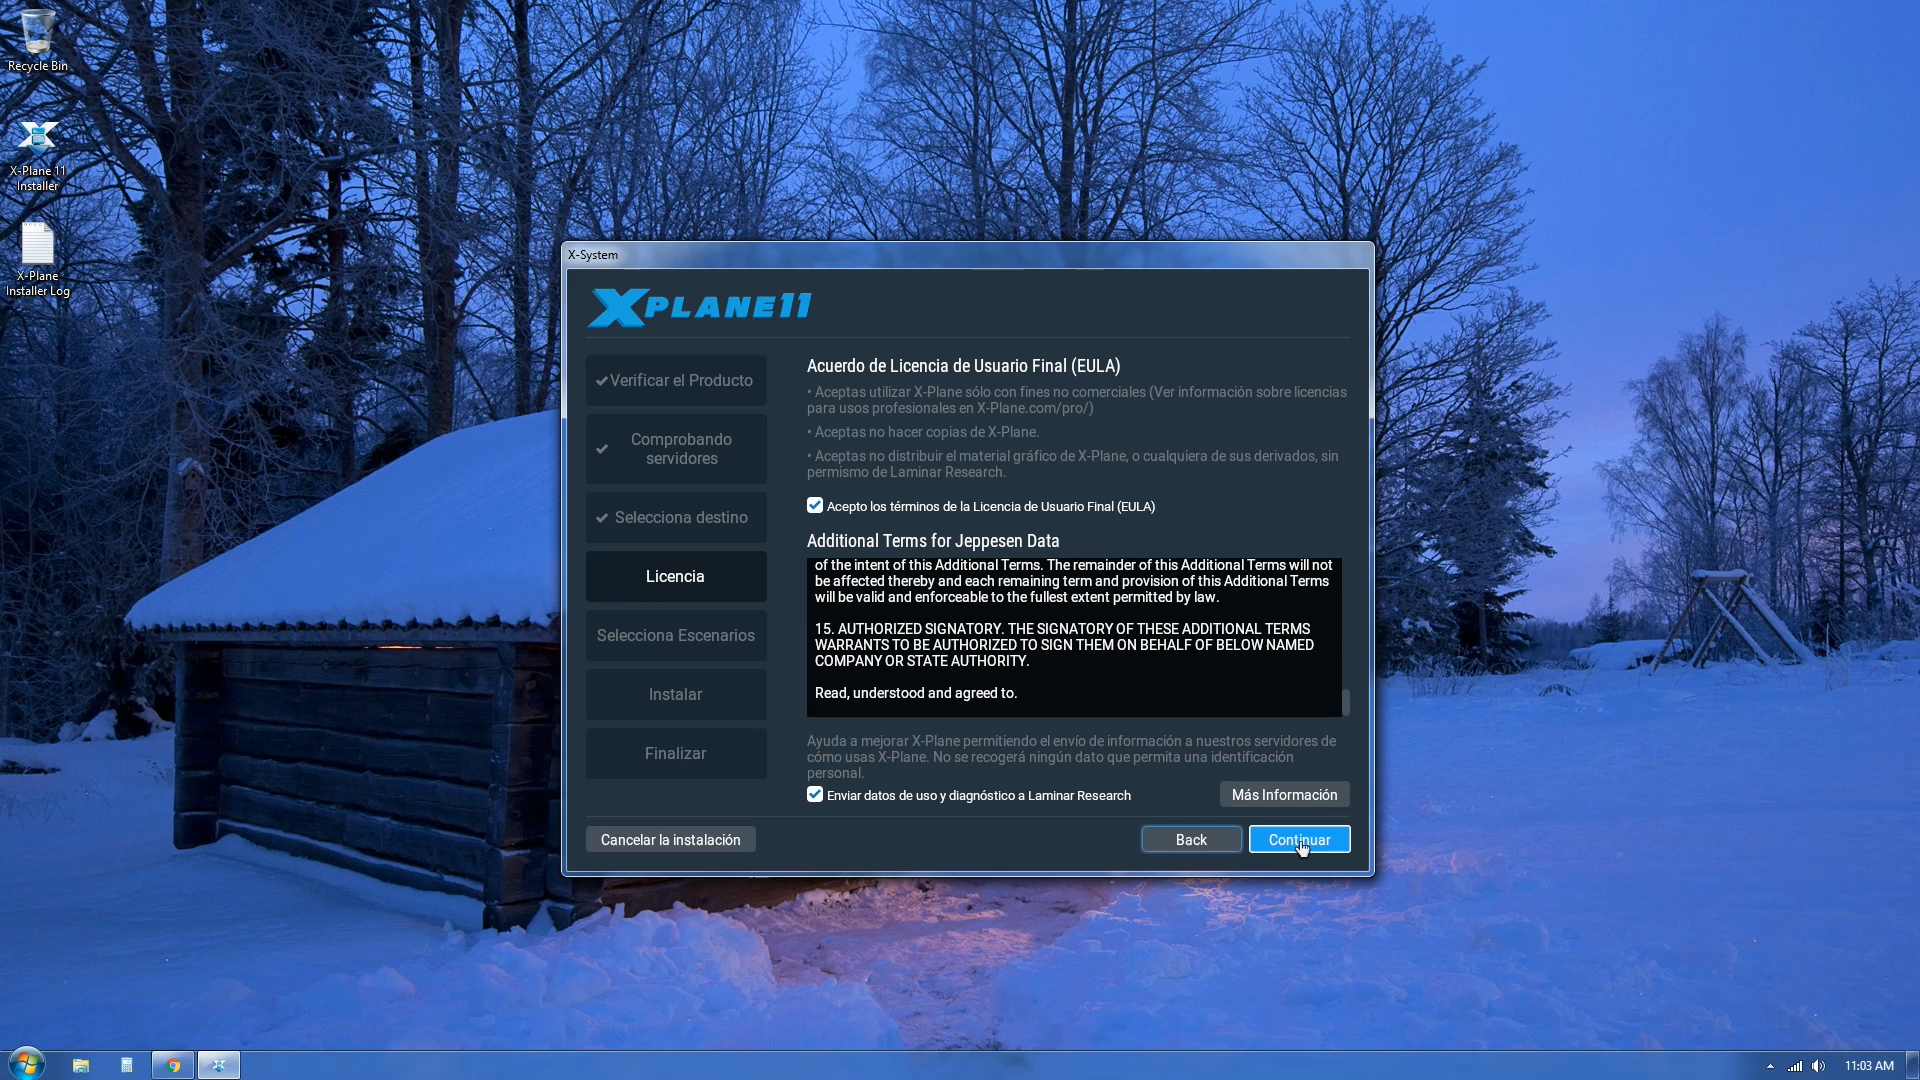 Recycle Bin
X-Plane 11
Installer
X-Plane
Installer Log
X-System
XPLANE11
✔Verificar el Producto
✔ Comprobando
servidores
✔ Selecciona destino
Licencia
Selecciona Escenarios
Instalar
Finalizar
Acuerdo de Licencia de Usuario Final (EULA)
• Aceptas utilizar X-Plane sólo con fines no comerciales (Ver información sobre licencias
para usos profesionales en X-Plane.com/pro/)
• Aceptas no hacer copias de X-Plane.
• Aceptas no distribuir el material gráfico de X-Plane, o cualquiera de sus derivados, sin
permismo de Laminar Research.
Acepto los términos de la Licencia de Usuario Final (EULA)
Additional Terms for Jeppesen Data
of the intent of this Additional Terms. The remainder of this Additional Terms will not
be affected thereby and each remaining term and provision of this Additional Terms
will be valid and enforceable to the fullest extent permitted by law.
15. AUTHORIZED SIGNATORY. THE SIGNATORY OF THESE ADDITIONAL TERMS
WARRANTS TO BE AUTHORIZED TO SIGN THEM ON BEHALF OF BELOW NAMED
COMPANY OR STATE AUTHORITY.
Read, understood and agreed to.
Ayuda a mejorar X-Plane permitiendo el envío de información a nuestros servidores de
cómo usas X-Plane. No se recogerá ningún dato que permita una identificación
personal.
Enviar datos de uso y diagnóstico a Laminar Research
Más Información
Cancelar la instalación
Back
Continuar
11:03 AM